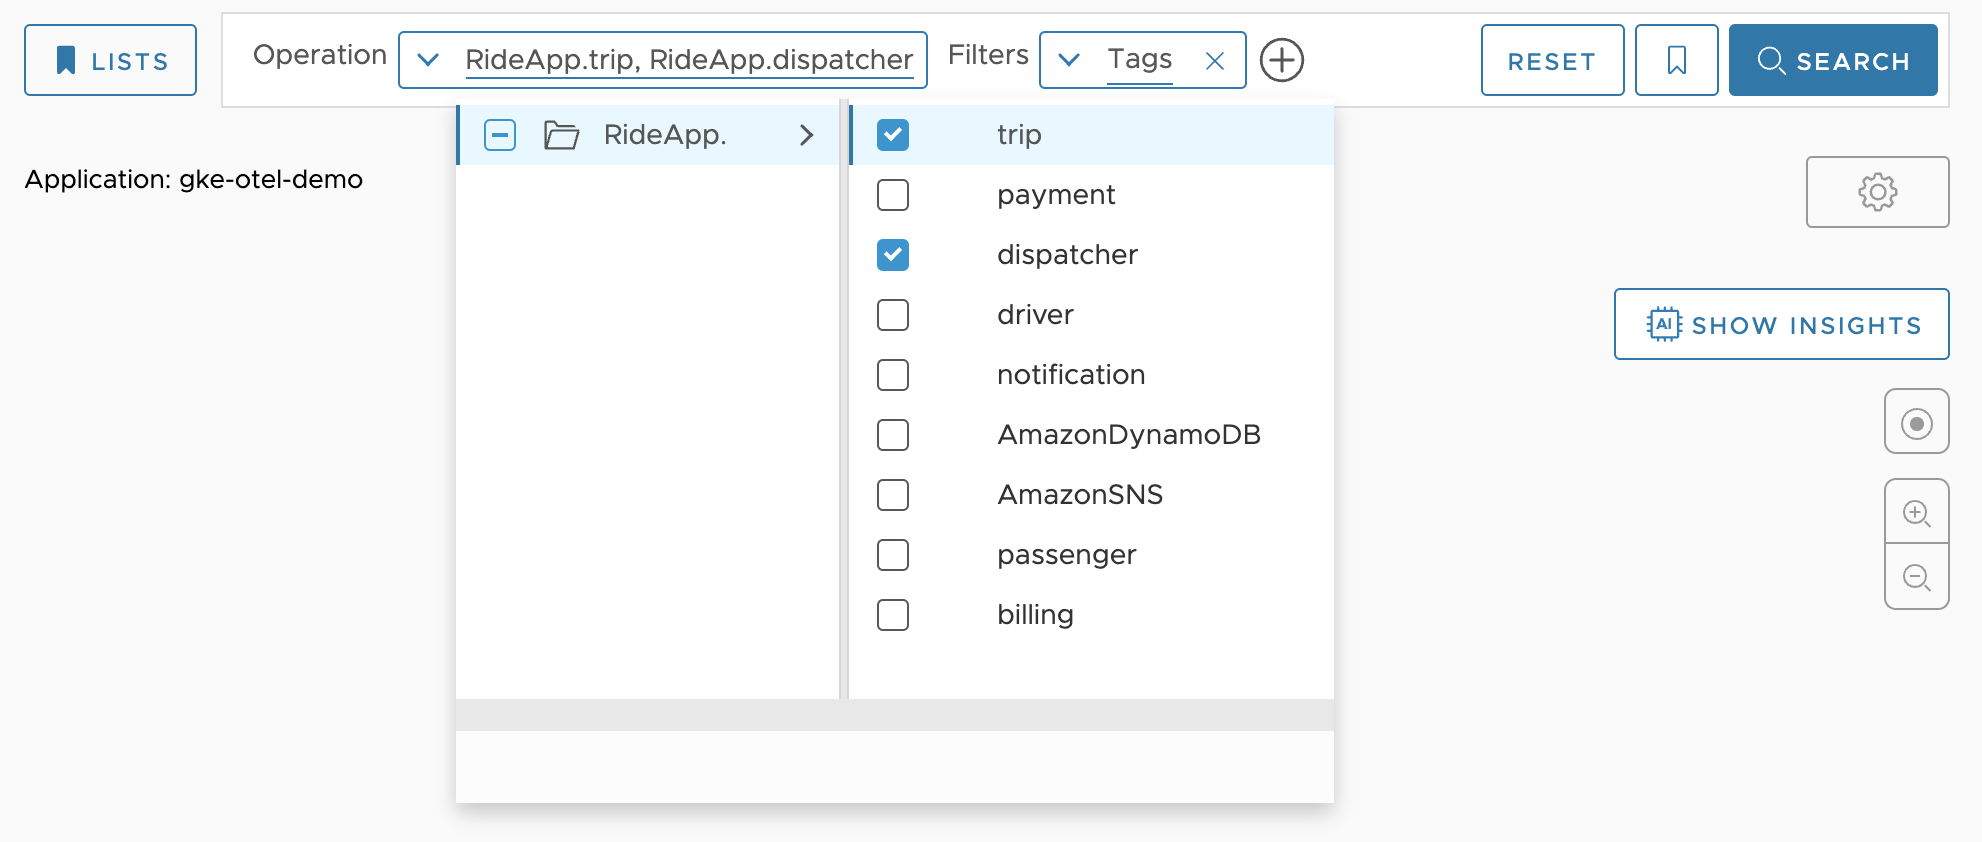 LISTS
Operation
RideApp.trip, RideApp.dispatcher
Filters
Tags
RESET
SEARCH
RideApp.
trip
payment
dispatcher
driver
notification
AmazonDynamoDB
AmazonSNS
passenger
billing
Application: gke-otel-demo
AI
SHOW INSIGHTS